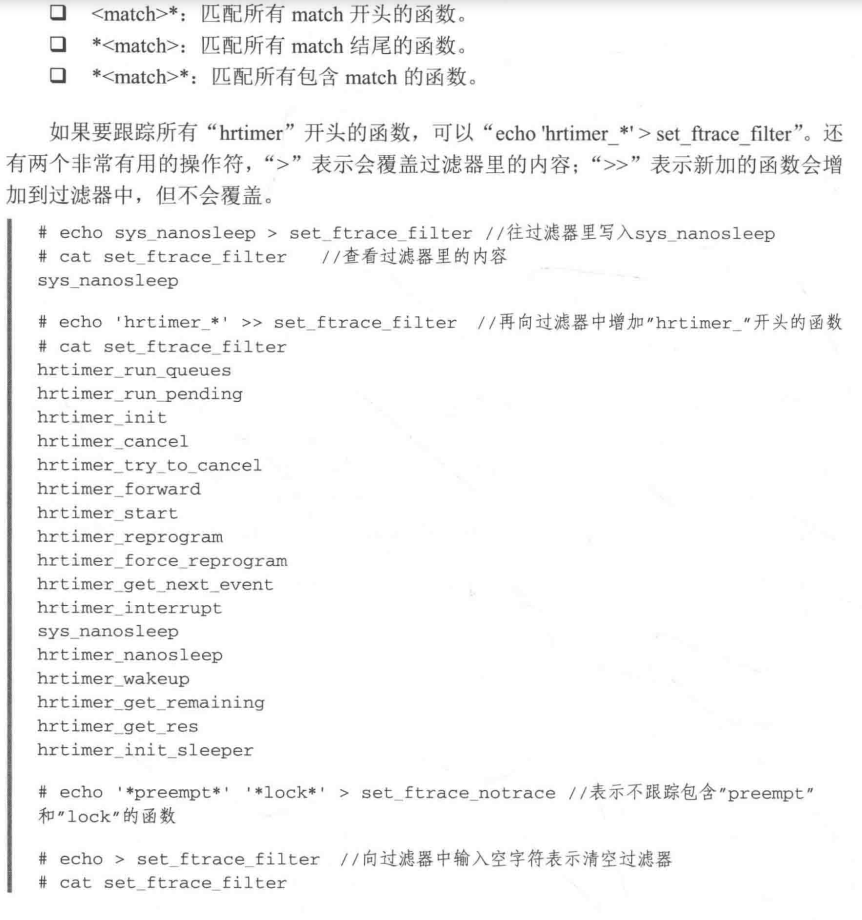 ❑ <match>*：匹配所有 match 开头的函数。
❑ *<match>：匹配所有 match 结尾的函数。
❑ *<match>*：匹配所有包含 match 的函数。
如果要跟踪所有“hrtimer”开头的函数，可以“echo 'hrtimer_*' > set_ftrace_filter”。还
有两个非常有用的操作符，“>”表示会覆盖过滤器里的内容；“>>”表示新加的函数会增
加到过滤器中，但不会覆盖。
# echo sys_nanosleep > set_ftrace_filter //往过滤器里写入sys_nanosleep
# cat set_ftrace_filter //查看过滤器里的内容
sys_nanosleep
# echo 'hrtimer_*' >> set_ftrace_filter //再向过滤器中增加"hrtimer_"开头的函数
# cat set_ftrace_filter
hrtimer_run_queues
hrtimer_run_pending
hrtimer_init
hrtimer_cancel
hrtimer_try_to_cancel
hrtimer_forward
hrtimer_start
hrtimer_reprogram
hrtimer_force_reprogram
hrtimer_get_next_event
hrtimer_interrupt
sys_nanosleep
hrtimer_nanosleep
hrtimer_wakeup
hrtimer_get_remaining
hrtimer_get_res
hrtimer_init_sleeper
# echo '*preempt*' '*lock*' > set_ftrace_notrace //表示不跟踪包含"preempt"
和"lock"的函数
# echo > set_ftrace_filter //向过滤器中输入空字符表示清空过滤器
# cat set_ftrace_filter